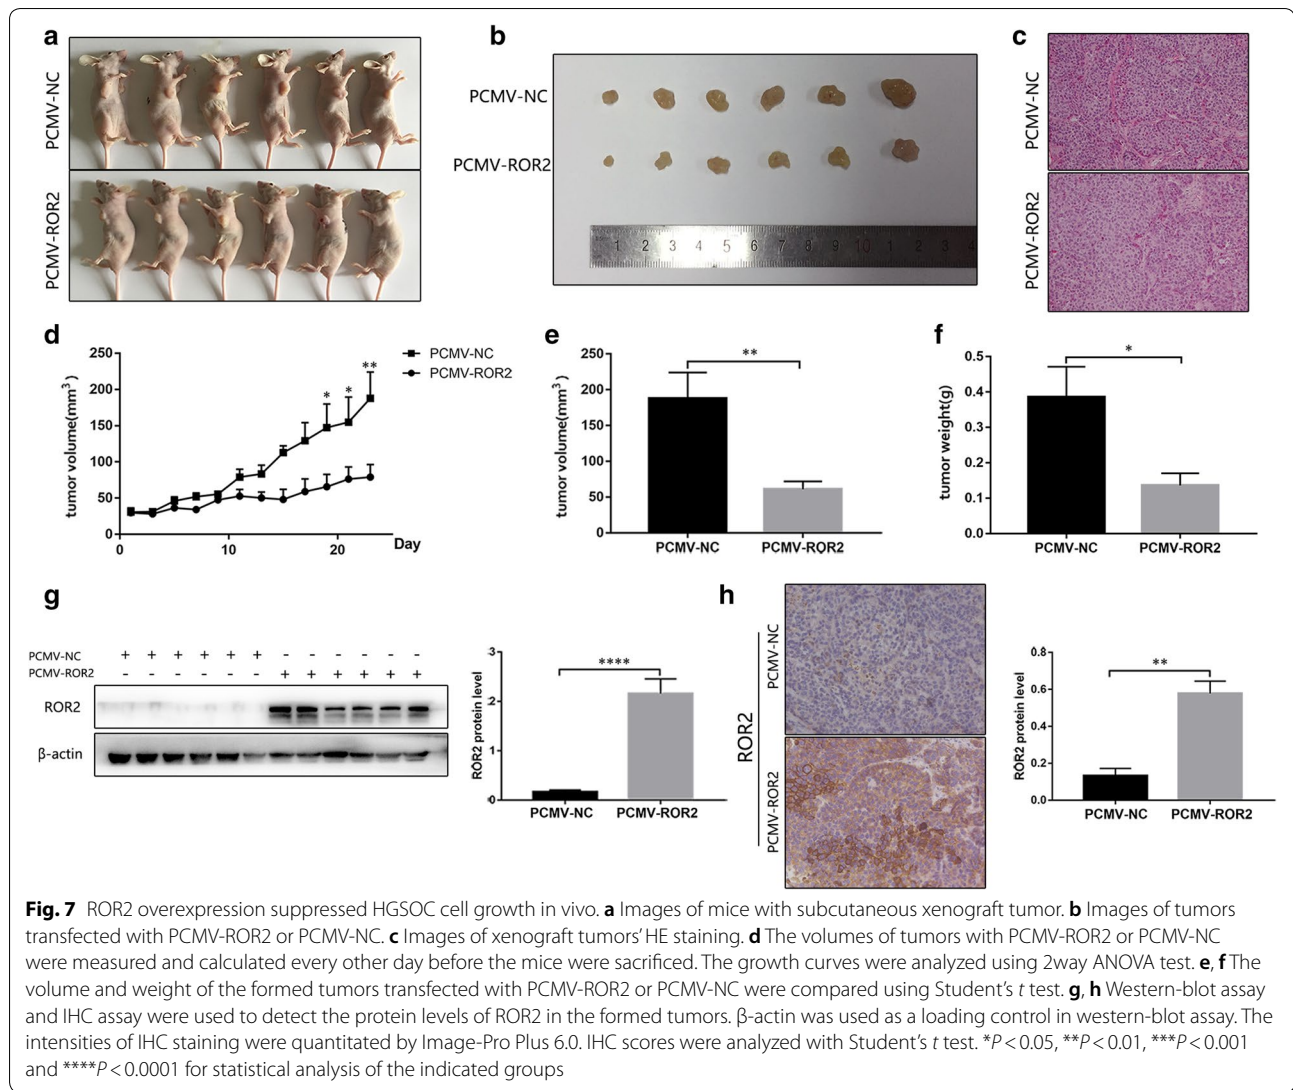 a
PCMV-NC
PCMV-ROR2
b
PCMV-NC
PCMV-ROR2
1 2 3 4 5 6 7 8 9 10 1 2 3 4
c
PCMV-NC
PCMV-ROR2
d
tumor volume(mm3)
250
200
150
100
50
0
0 10 20 Day
PCMV-NC
PCMV-ROR2
* * **
e
tumor volume(mm3)
250
200
150
100
50
0
**
PCMV-NC PCMV-ROR2
f
tumor weight(g)
0.5
0.4
0.3
0.2
0.1
0.0
*
PCMV-NC PCMV-ROR2
g
PCMV-NC + + + + + + - - - - - -
PCMV-ROR2 - - - - - - + + + + + +
ROR2
β-actin
ROR2 protein level
3
2
1
0
****
PCMV-NC PCMV-ROR2
h
ROR2
PCMV-NC
PCMV-ROR2
ROR2 protein level
0.8
0.6
0.4
0.2
0.0
**
PCMV-NC PCMV-ROR2
Fig. 7 ROR2 overexpression suppressed HGSOC cell growth in vivo. a Images of mice with subcutaneous xenograft tumor. b Images of tumors
transfected with PCMV-ROR2 or PCMV-NC. c Images of xenograft tumors' HE staining. d The volumes of tumors with PCMV-ROR2 or PCMV-NC
were measured and calculated every other day before the mice were sacrificed. The growth curves were analyzed using 2way ANOVA test. e, f The
volume and weight of the formed tumors transfected with PCMV-ROR2 or PCMV-NC were compared using Student's t test. g, h Western-blot assay
and IHC assay were used to detect the protein levels of ROR2 in the formed tumors. β-actin was used as a loading control in western-blot assay. The
intensities of IHC staining were quantitated by Image-Pro Plus 6.0. IHC scores were analyzed with Student's t test. *P < 0.05, **P < 0.01, ***P < 0.001
and ****P < 0.0001 for statistical analysis of the indicated groups